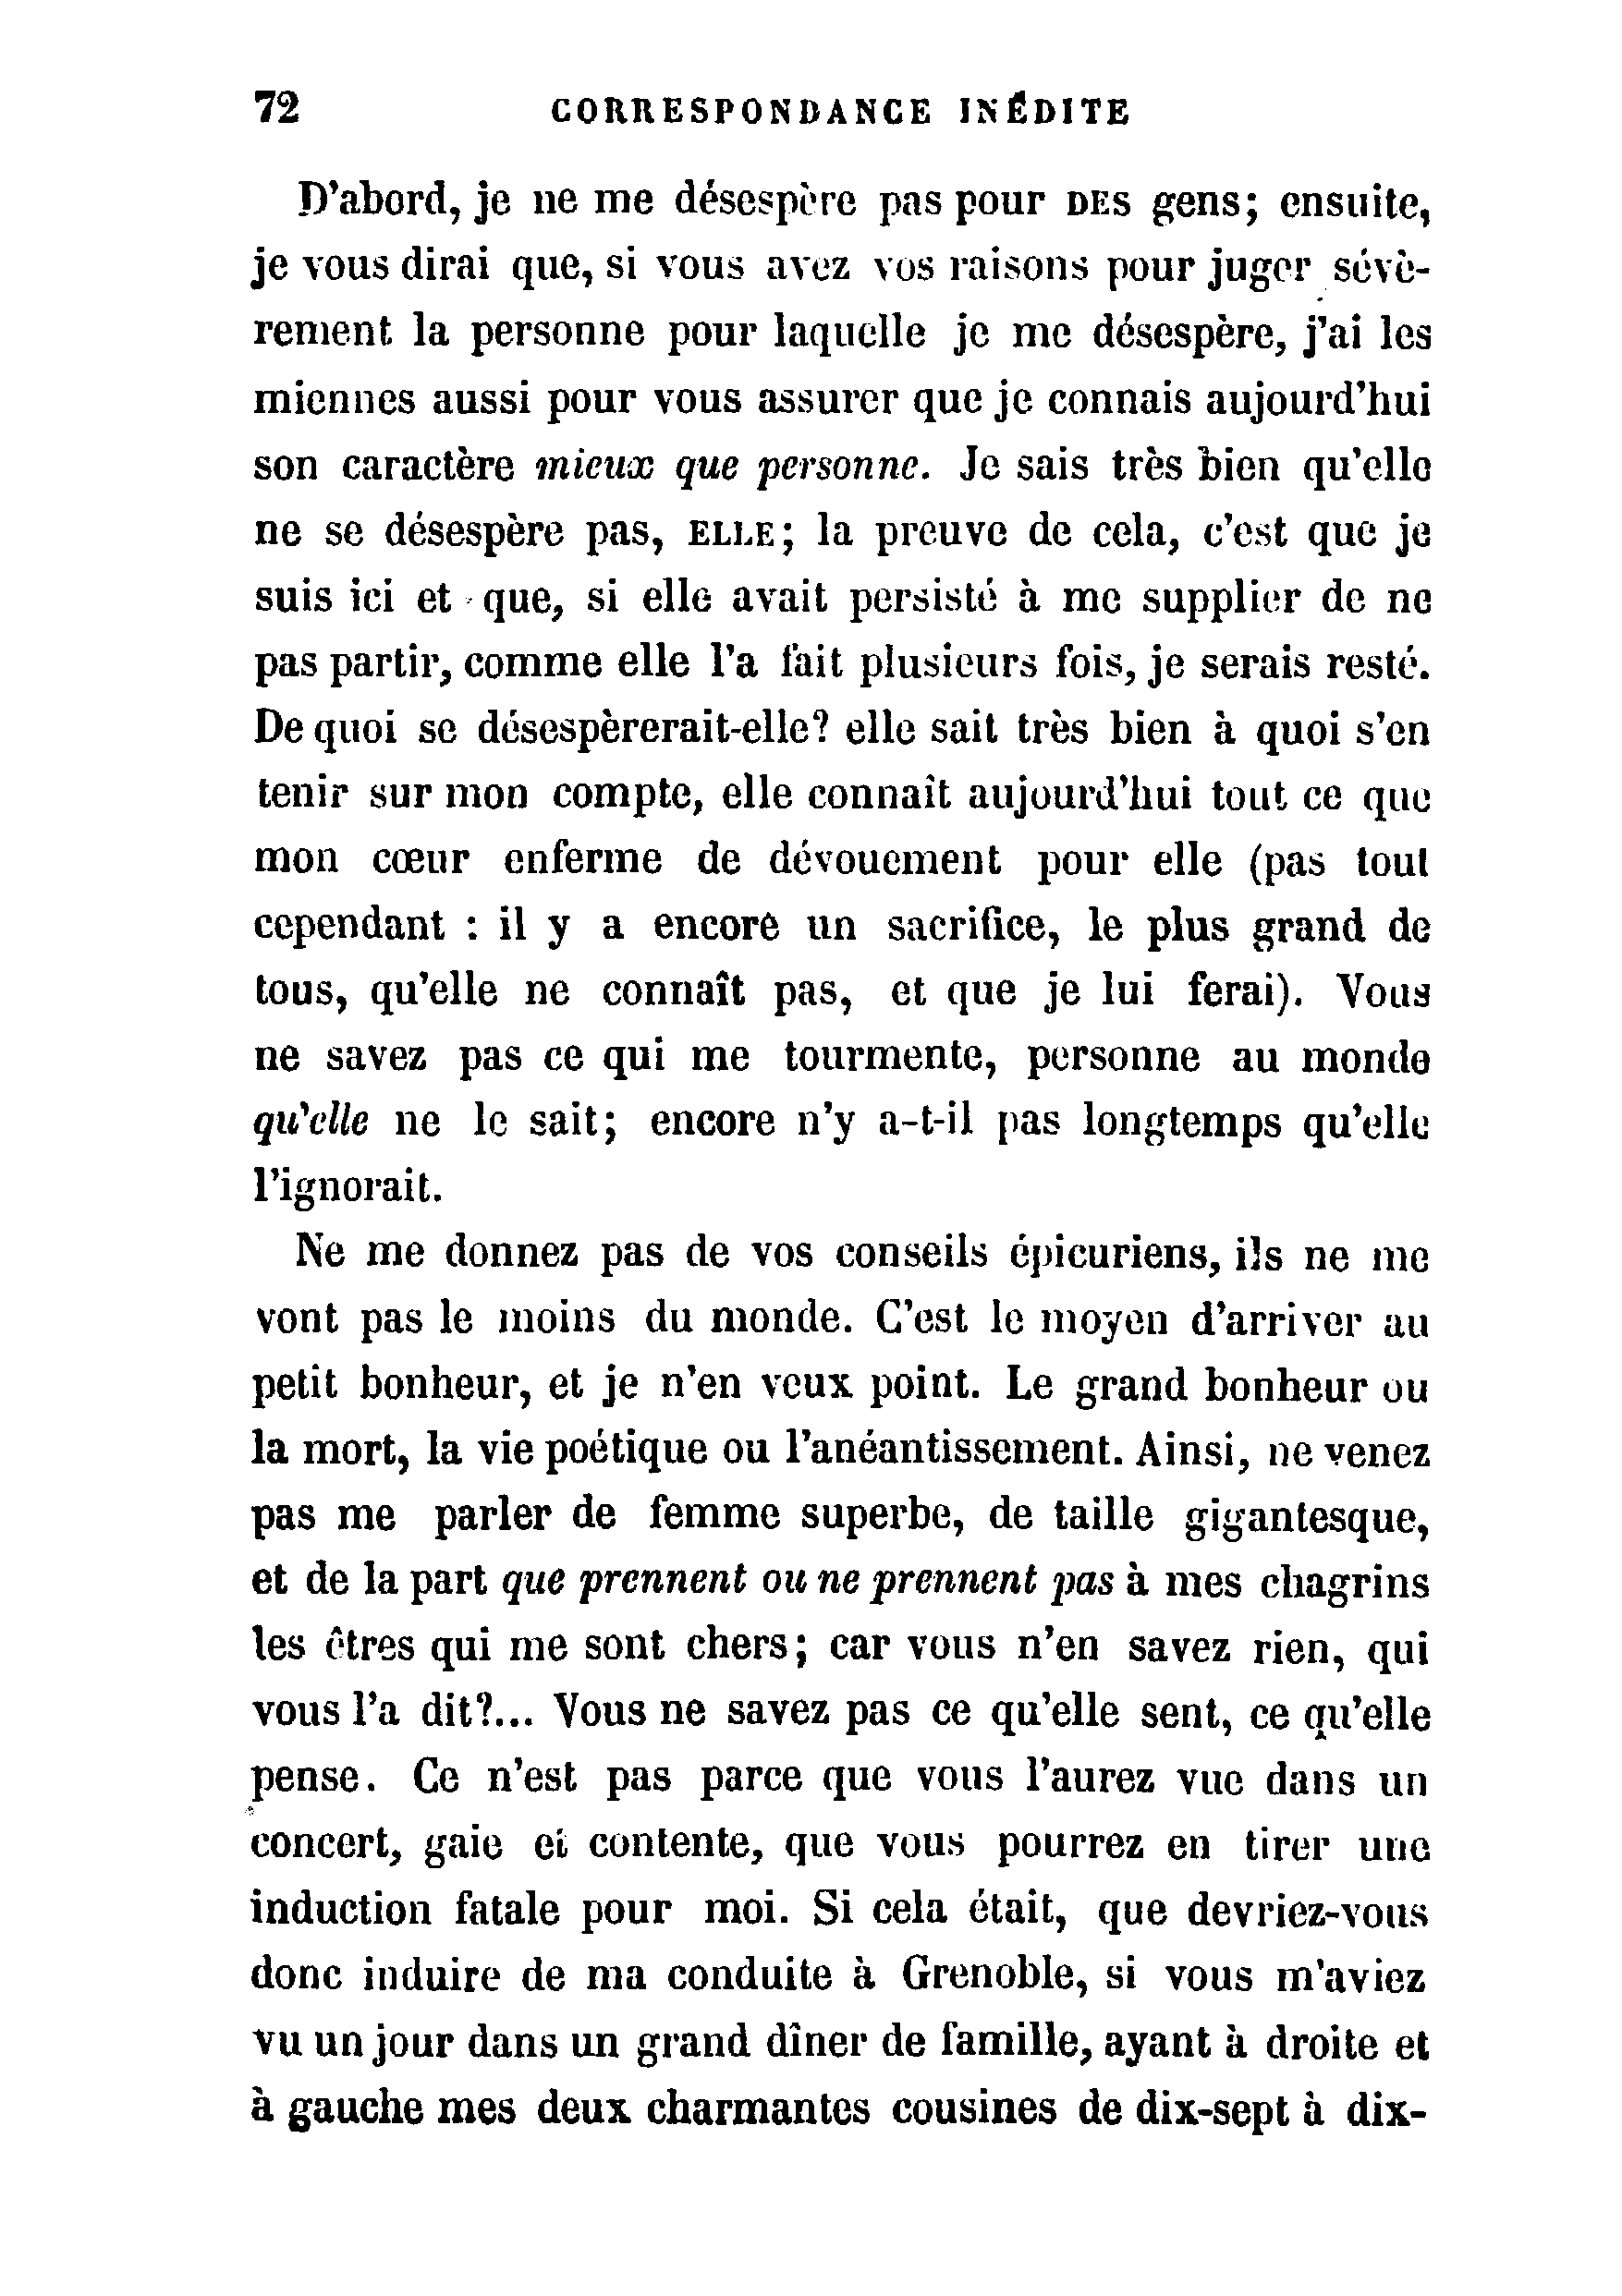 72 CORRESPONDANCE INÉDITE
D'abord, je ne me désespère pas pour DES gens; ensuite,
je vous dirai que, si vous avez vos raisons pour juger sévè-
rement la personne pour laquelle je me désespère, j'ai les
miennes aussi pour vous assurer que je connais aujourd'hui
son caractère mieux que personne. Je sais très bien qu'elle
ne se désespère pas, ELLE; la preuve de cela, c'est que je
suis ici et que, si elle avait persisté à me supplier de ne
pas partir, comme elle l'a fait plusieurs fois, je serais resté.
De quoi se désespèrerait-elle? elle sait très bien à quoi s'en
tenir sur mon compte, elle connaît aujourd'hui tout ce que
mon cœur enferme de dévouement pour elle (pas tout
cependant : il y a encore un sacrifice, le plus grand de
tous, qu'elle ne connaît pas, et que je lui ferai). Vous
ne savez pas ce qui me tourmente, personne au monde
qu'elle ne le sait; encore n'y a-t-il pas longtemps qu'elle
l'ignorait.
Ne me donnez pas de vos conseils épicuriens, ils ne me
vont pas le moins du monde. C'est le moyen d'arriver au
petit bonheur, et je n'en veux point. Le grand bonheur ou
la mort, la vie poétique ou l'anéantissement. Ainsi, ne venez
pas me parler de femme superbe, de taille gigantesque,
et de la part que prennent ou ne prennent pas à mes chagrins
les êtres qui me sont chers; car vous n'en savez rien, qui
vous l'a dit?... Vous ne savez pas ce qu'elle sent, ce qu'elle
pense. Ce n'est pas parce que vous l'aurez vue dans un
concert, gaie et contente, que vous pourrez en tirer une
induction fatale pour moi. Si cela était, que devriez-vous
donc induire de ma conduite à Grenoble, si vous m'aviez
vu un jour dans un grand dîner de famille, ayant à droite et
à gauche mes deux charmantes cousines de dix-sept à dix-